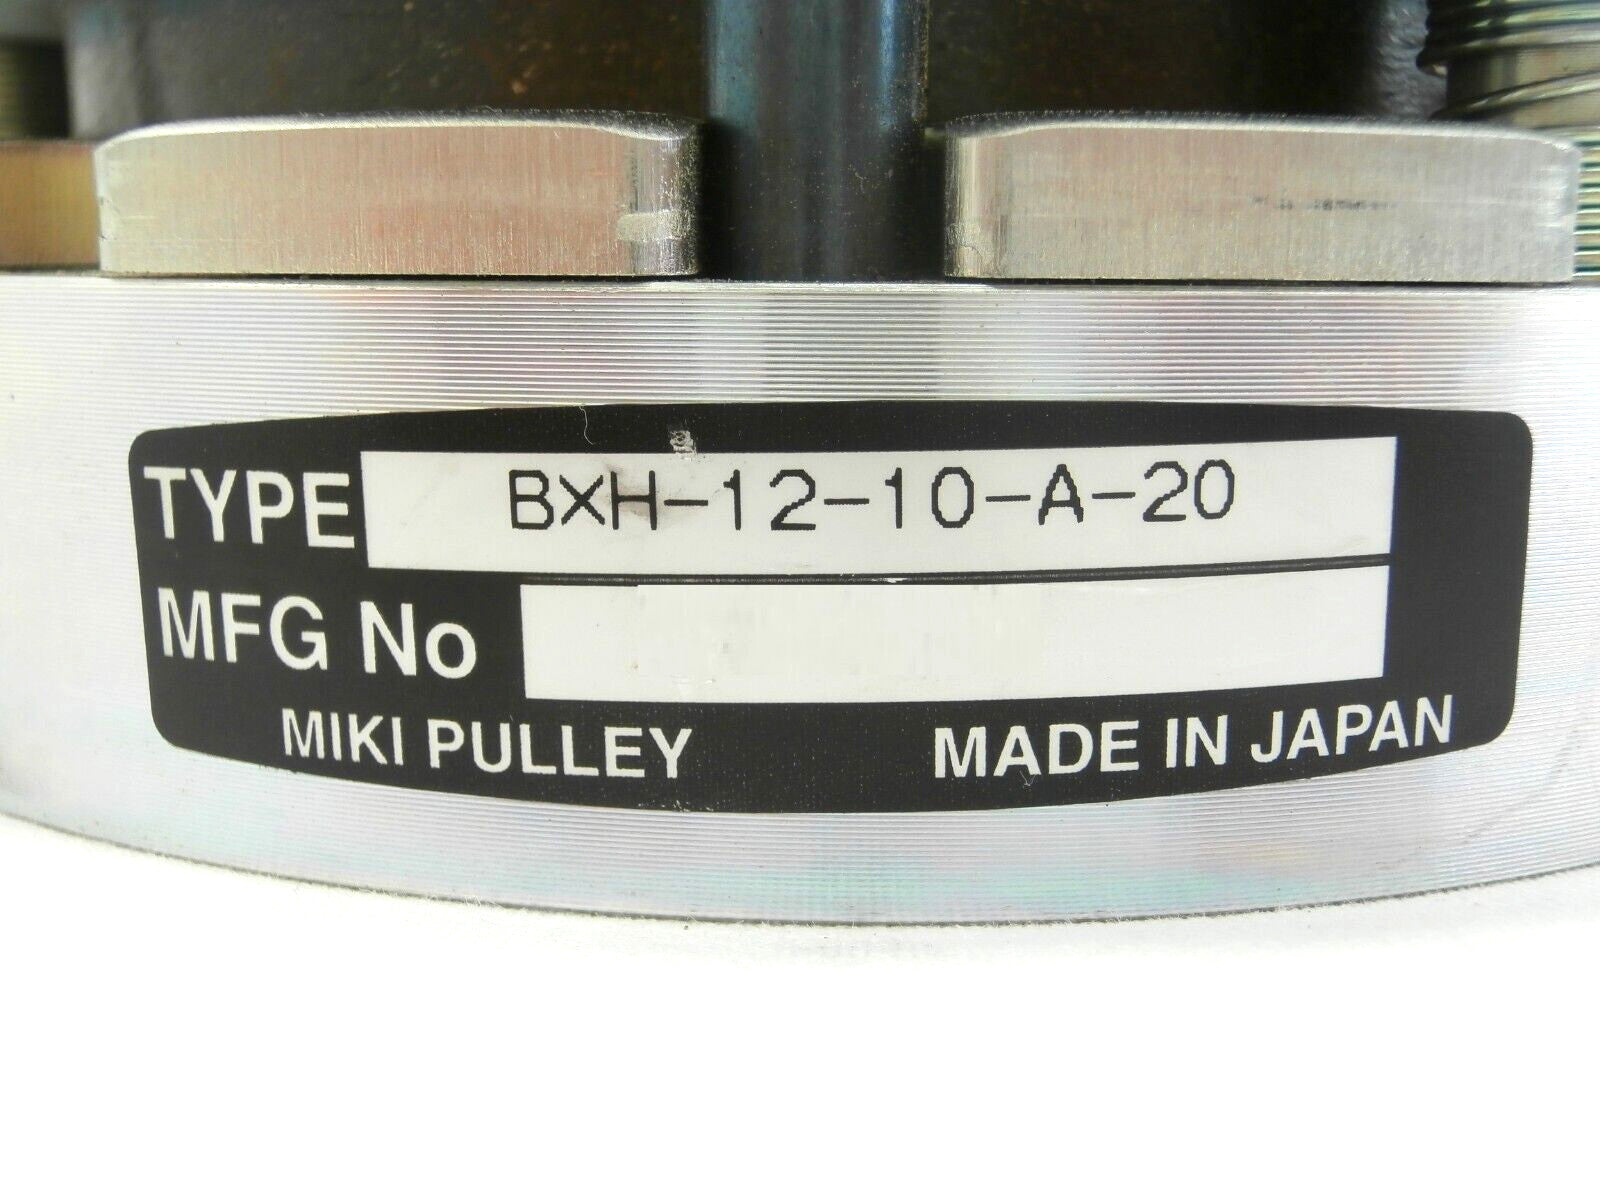 TYPE BXH-12-10-A-20
MFG No
MIKI PULLEY MADE IN JAPAN